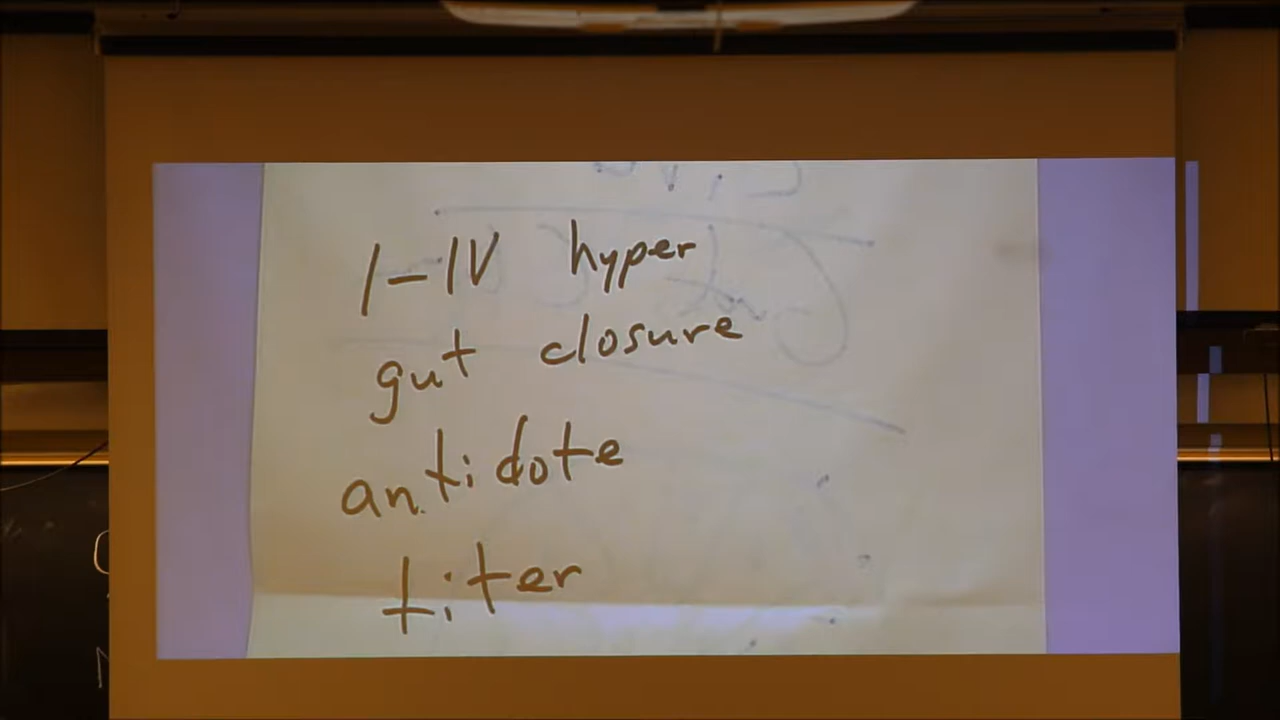 I-IV hyper
gut closure
antidote
titer